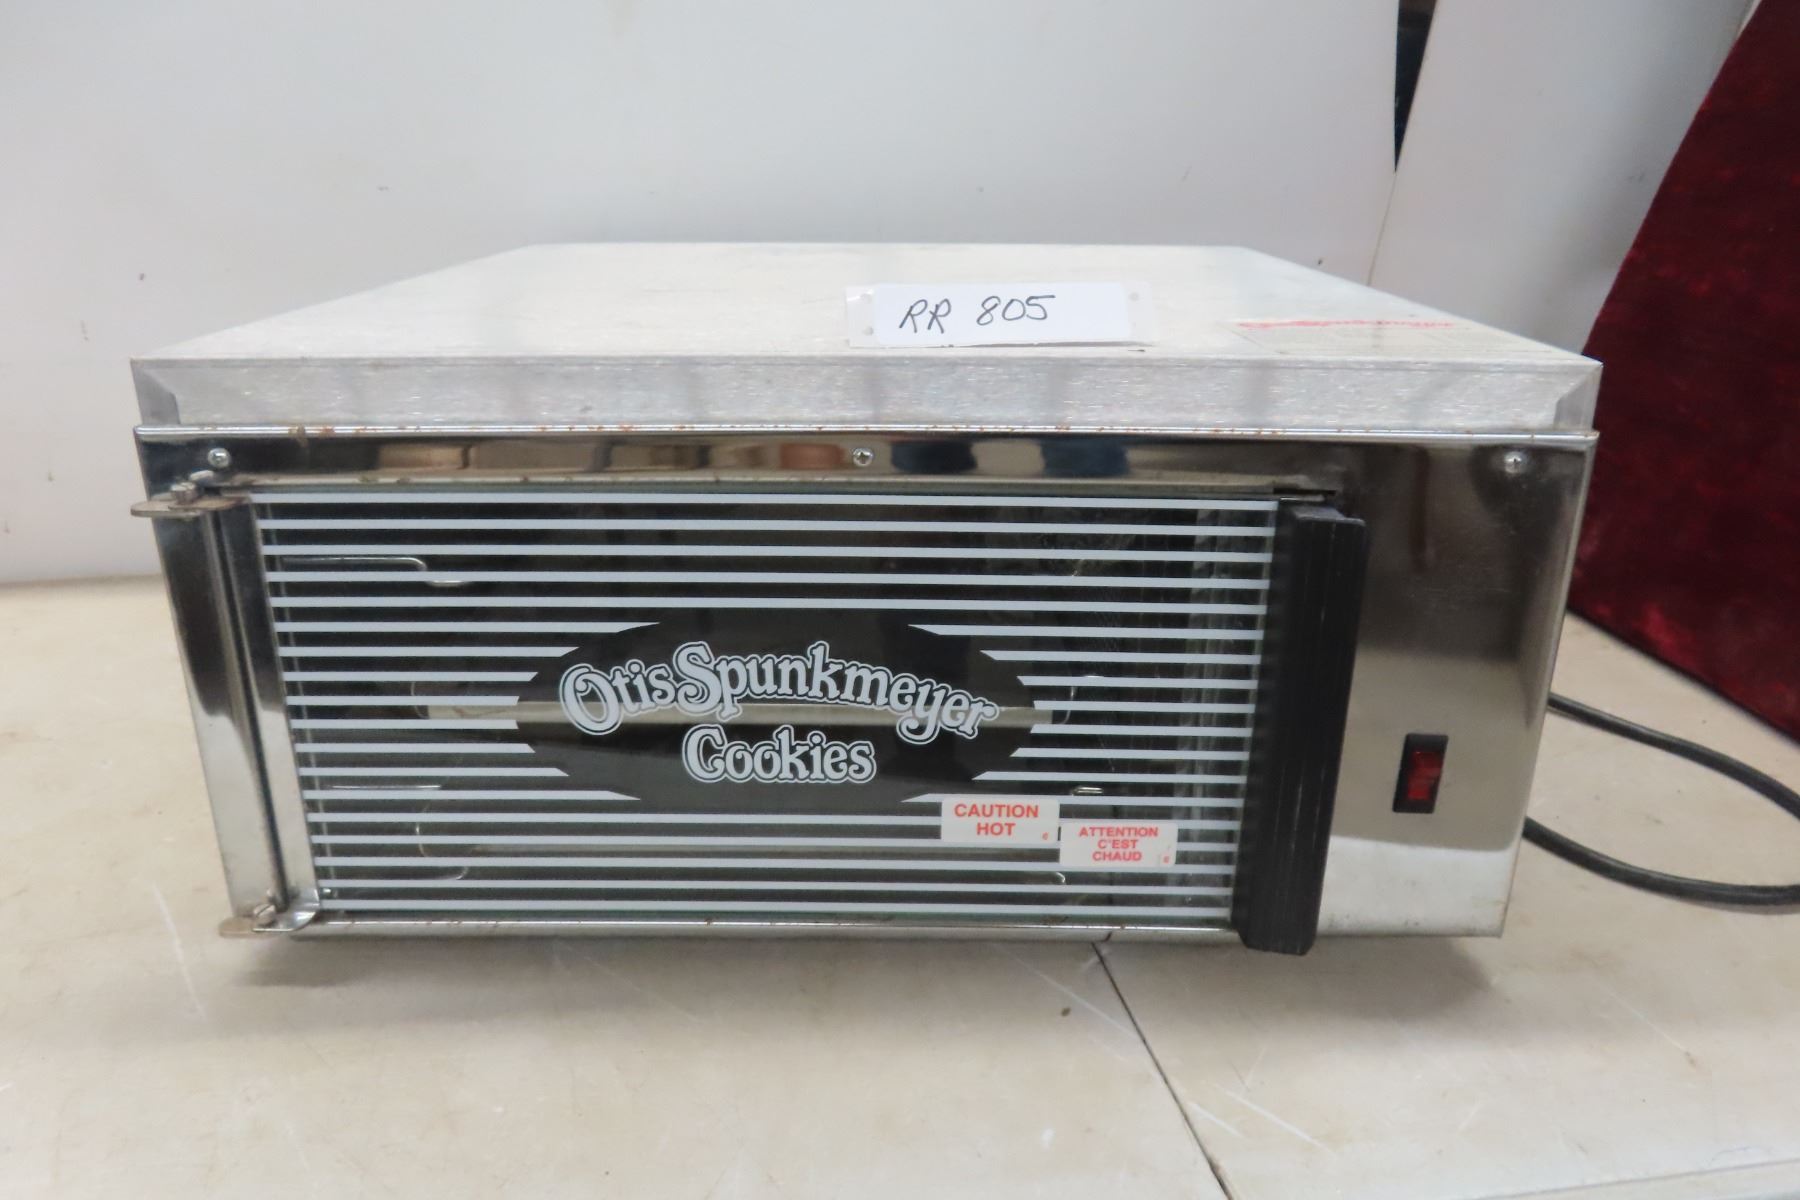 RR 805
Otis Spunkmeyer
Cookies
CAUTION
HOT
ATTENTION
C'EST
CHAUD